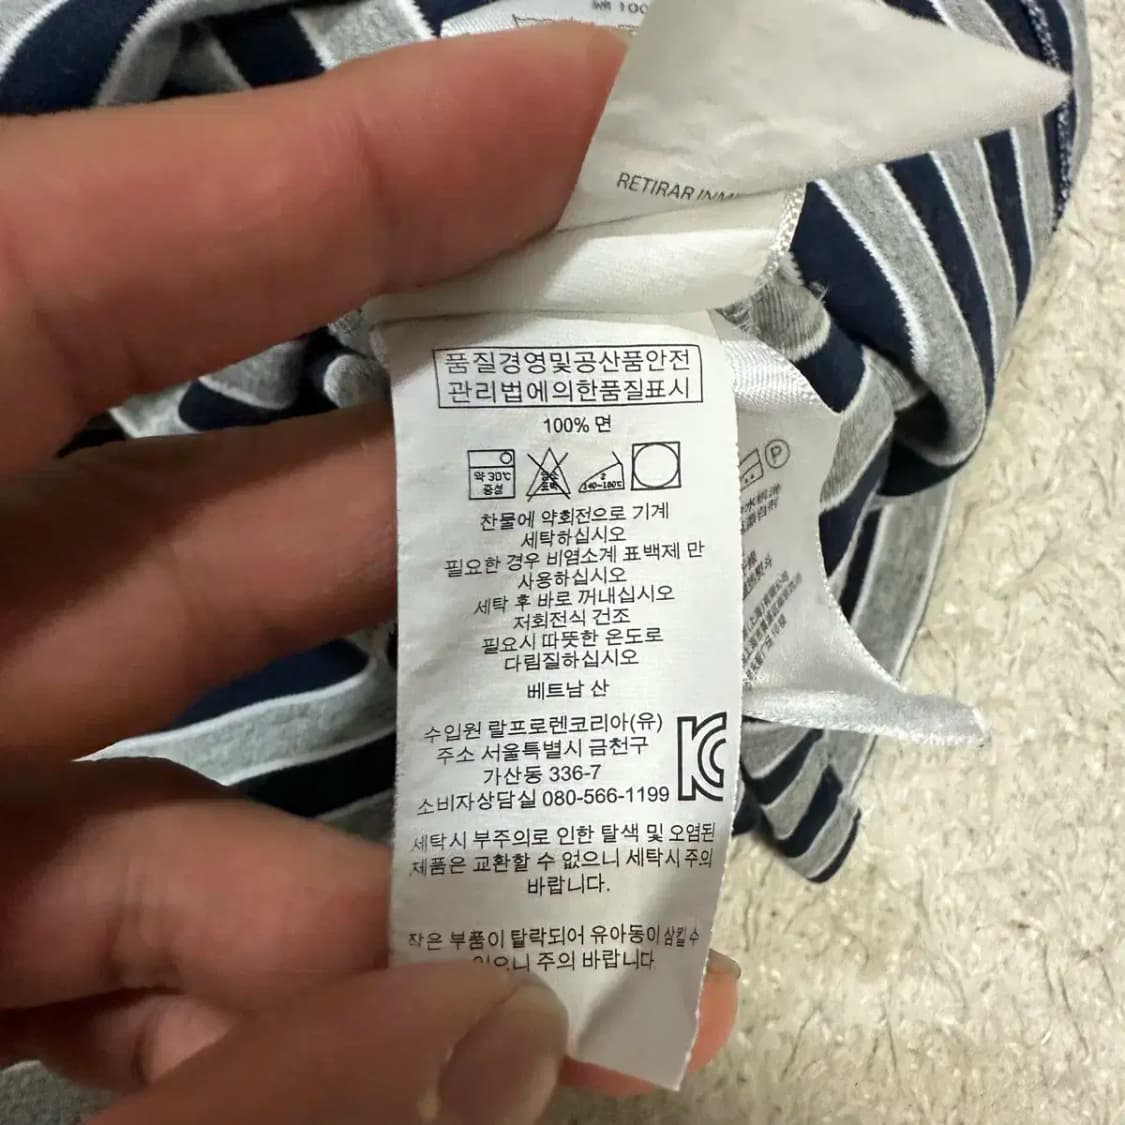 綿 100
RETIRAR
품질경영및공산품안전
관리법에의한품질표시
100% 면
약 30℃
중성
염소
표백
2
140~160℃
P
찬물에 약회전으로 기계
세탁하십시오
필요한 경우 비염소계 표백제 만
사용하십시오
세탁 후 바로 꺼내십시오
저회전식 건조
필요시 따뜻한 온도로
다림질하십시오
베트남 산
수입원 랄프로렌코리아(유)
주소 서울특별시 금천구
가산동 336-7
소비자상담실 080-566-1199
세탁시 부주의로 인한 탈색 및 오염된
제품은 교환할 수 없으니 세탁시 주의
바랍니다.
작은 부품이 탈락되어 유아동이 삼킬 수
있으니 주의 바랍니다